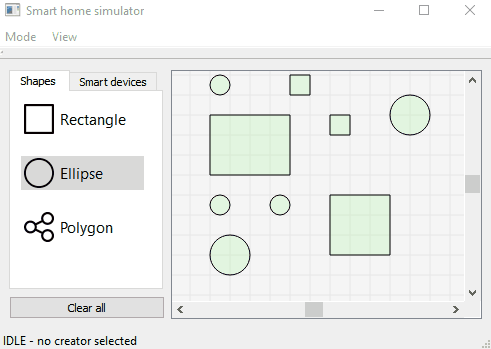 Smart home simulator
Mode View
Shapes Smart devices
Rectangle
Ellipse
Polygon
Clear all
IDLE - no creator selected